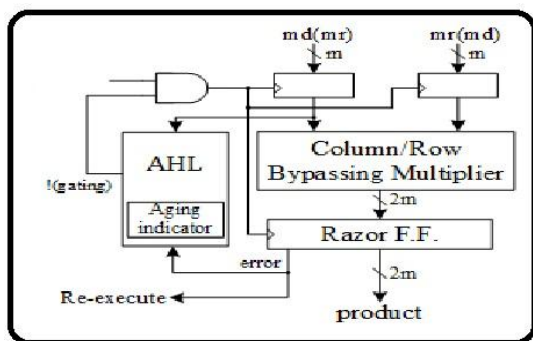 md(mr)
mr(md)
m
m
AHL
Column/Row
Bypassing Multiplier
!(gating)
Aging
indicator
2m
Razor F.F.
error
2m
Re-execute
product